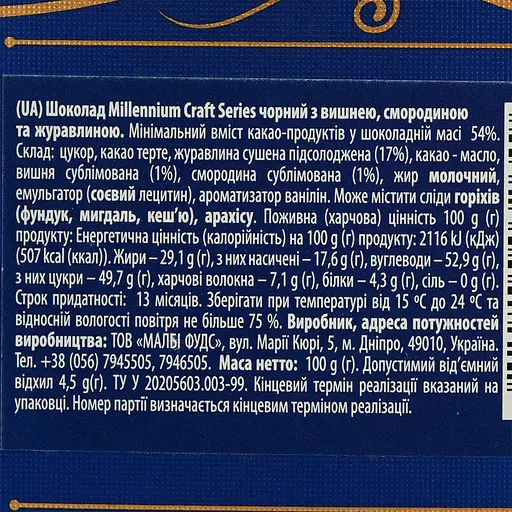 (UA) Шоколад Millennium Craft Series чорний з вишнею, смородиною
та журавлиною. Мінімальний вміст какао-продуктів у шоколадній масі 54%.
Склад: цукор, какао терте, журавлина сушена підсолоджена (17%), какао - масло,
вишня сублімована (1%), смородина сублімована (1%), жир молочний,
емульгатор (соєвий лецитин), ароматизатор ванілін. Може містити сліди горіхів
(фундук, мигдаль, кеш'ю), арахісу. Поживна (харчова) цінність 100 g (г)
продукту: Енергетична цінність (калорійність) на 100 g (г) продукту: 2116 kJ (кДж)
(507 kcal (ккал)). Жири – 29,1 g (г), з них насичені – 17,6 g (г), вуглеводи – 52,9 g (г),
з них цукри – 49,7 g (г), харчові волокна – 7,1 g (г), білки – 4,3 g (г), сіль – 0 g (г).
Строк придатності: 13 місяців. Зберігати при температурі від 15 ºС до 24 ºС та
відносній вологості повітря не більше 75 %. Виробник, адреса потужностей
виробництва: ТОВ «МАЛБІ ФУДС», вул. Марії Кюрі, 5, м. Дніпро, 49010, Україна.
Тел. +38 (056) 7945505, 7946505. Маса нетто: 100 g (г). Допустимий від'ємний
відхил 4,5 g(г). ТУ У 20205603.003-99. Кінцевий термін реалізації вказаний на
упаковці. Номер партії визначається кінцевим терміном реалізації.